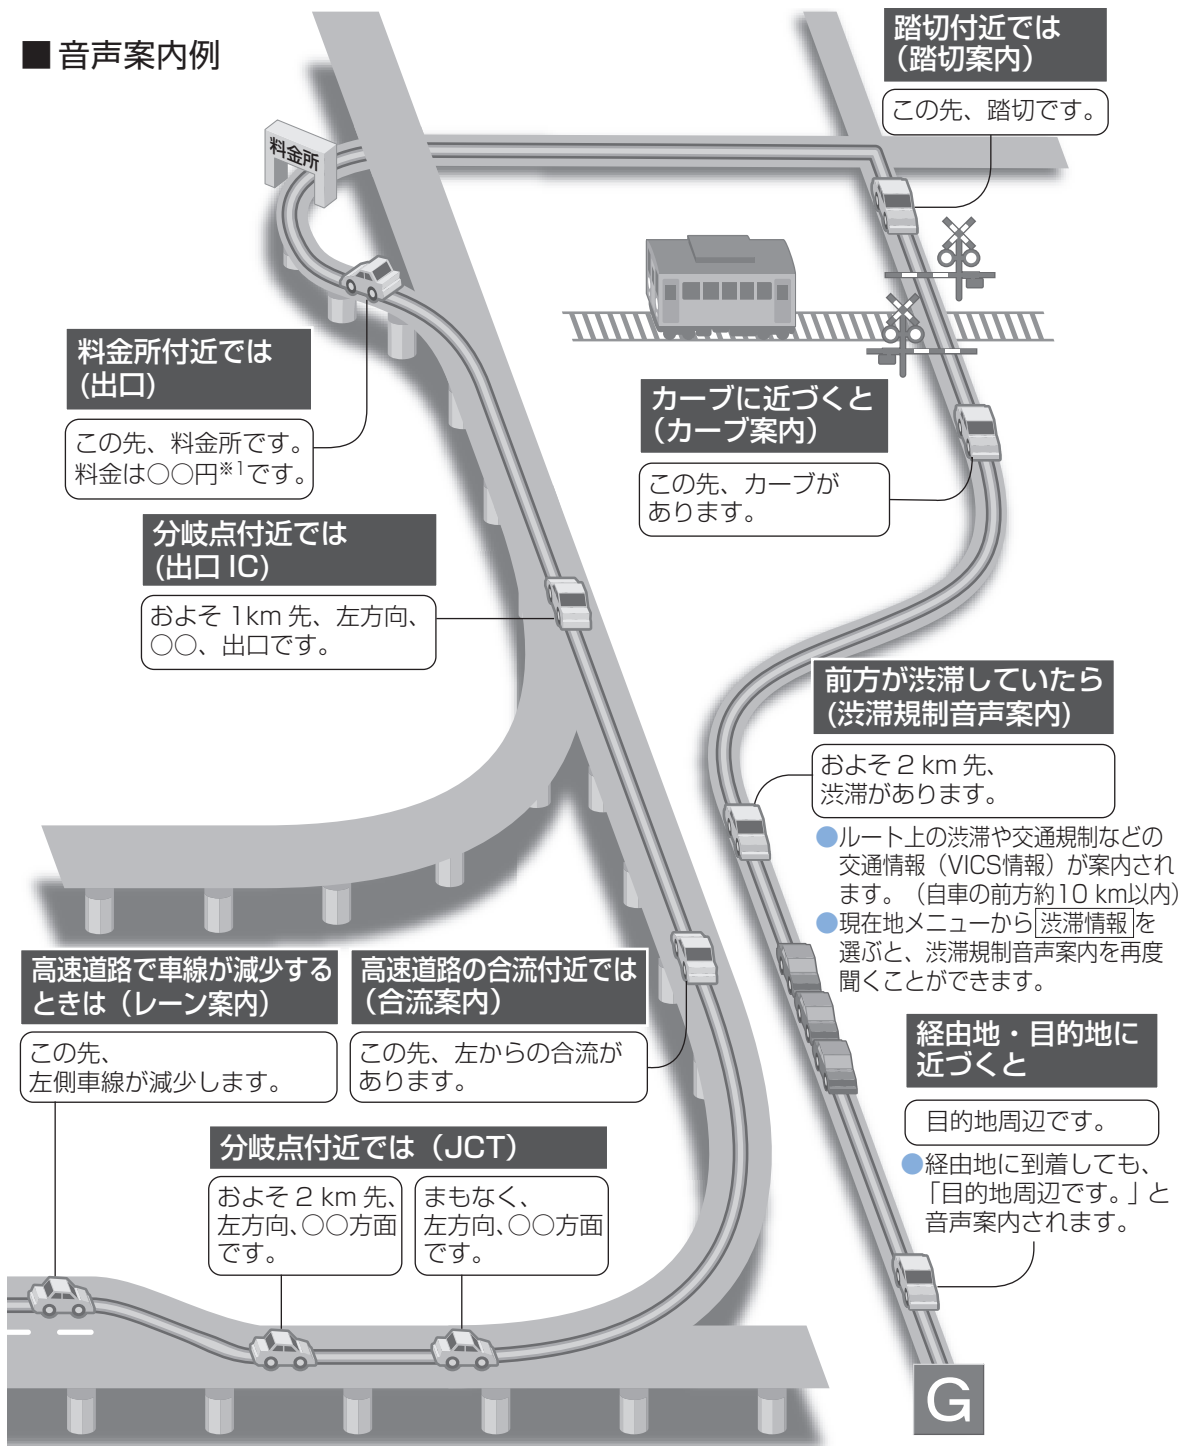 ■ 音声案内例
踏切付近では
（踏切案内）
この先、踏切です。
料金所
料金所付近では
(出口)
この先、料金所です。
料金は○○円※1です。
カーブに近づくと
（カーブ案内）
この先、カーブが
あります。
分岐点付近では
(出口 IC)
およそ 1km 先、左方向、
○○、出口です。
前方が渋滞していたら
(渋滞規制音声案内)
およそ 2 km 先、
渋滞があります。
●ルート上の渋滞や交通規制などの
交通情報（VICS情報）が案内され
ます。（自車の前方約10 km以内）
●現在地メニューから渋滞情報を
選ぶと、渋滞規制音声案内を再度
聞くことができます。
高速道路で車線が減少する
ときは（レーン案内）
この先、
左側車線が減少します。
高速道路の合流付近では
（合流案内）
この先、左からの合流が
あります。
経由地・目的地に
近づくと
目的地周辺です。
●経由地に到着しても、
「目的地周辺です。」と
音声案内されます。
分岐点付近では（JCT）
およそ 2 km 先、
左方向、○○方面
です。
まもなく、
左方向、○○方面
です。
G